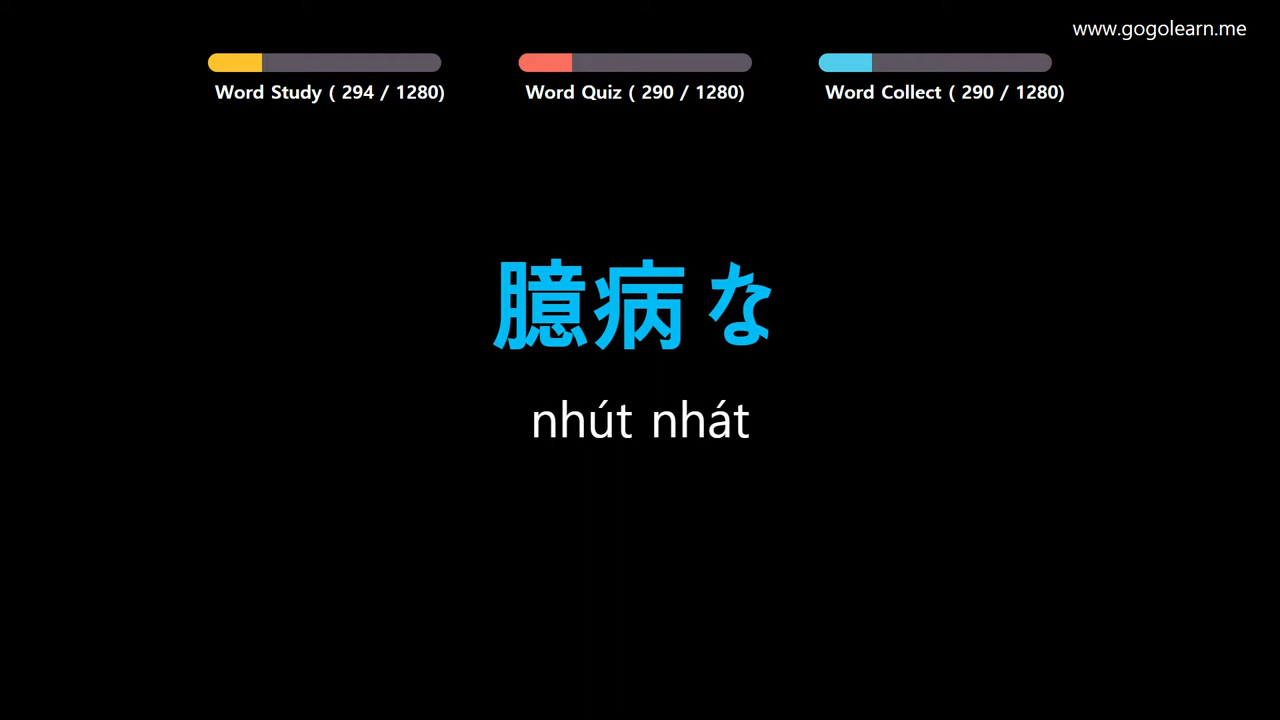 www.gogolearn.me
Word Study ( 294 / 1280)
Word Quiz ( 290 / 1280)
Word Collect ( 290 / 1280)
臆病な
nhút nhát